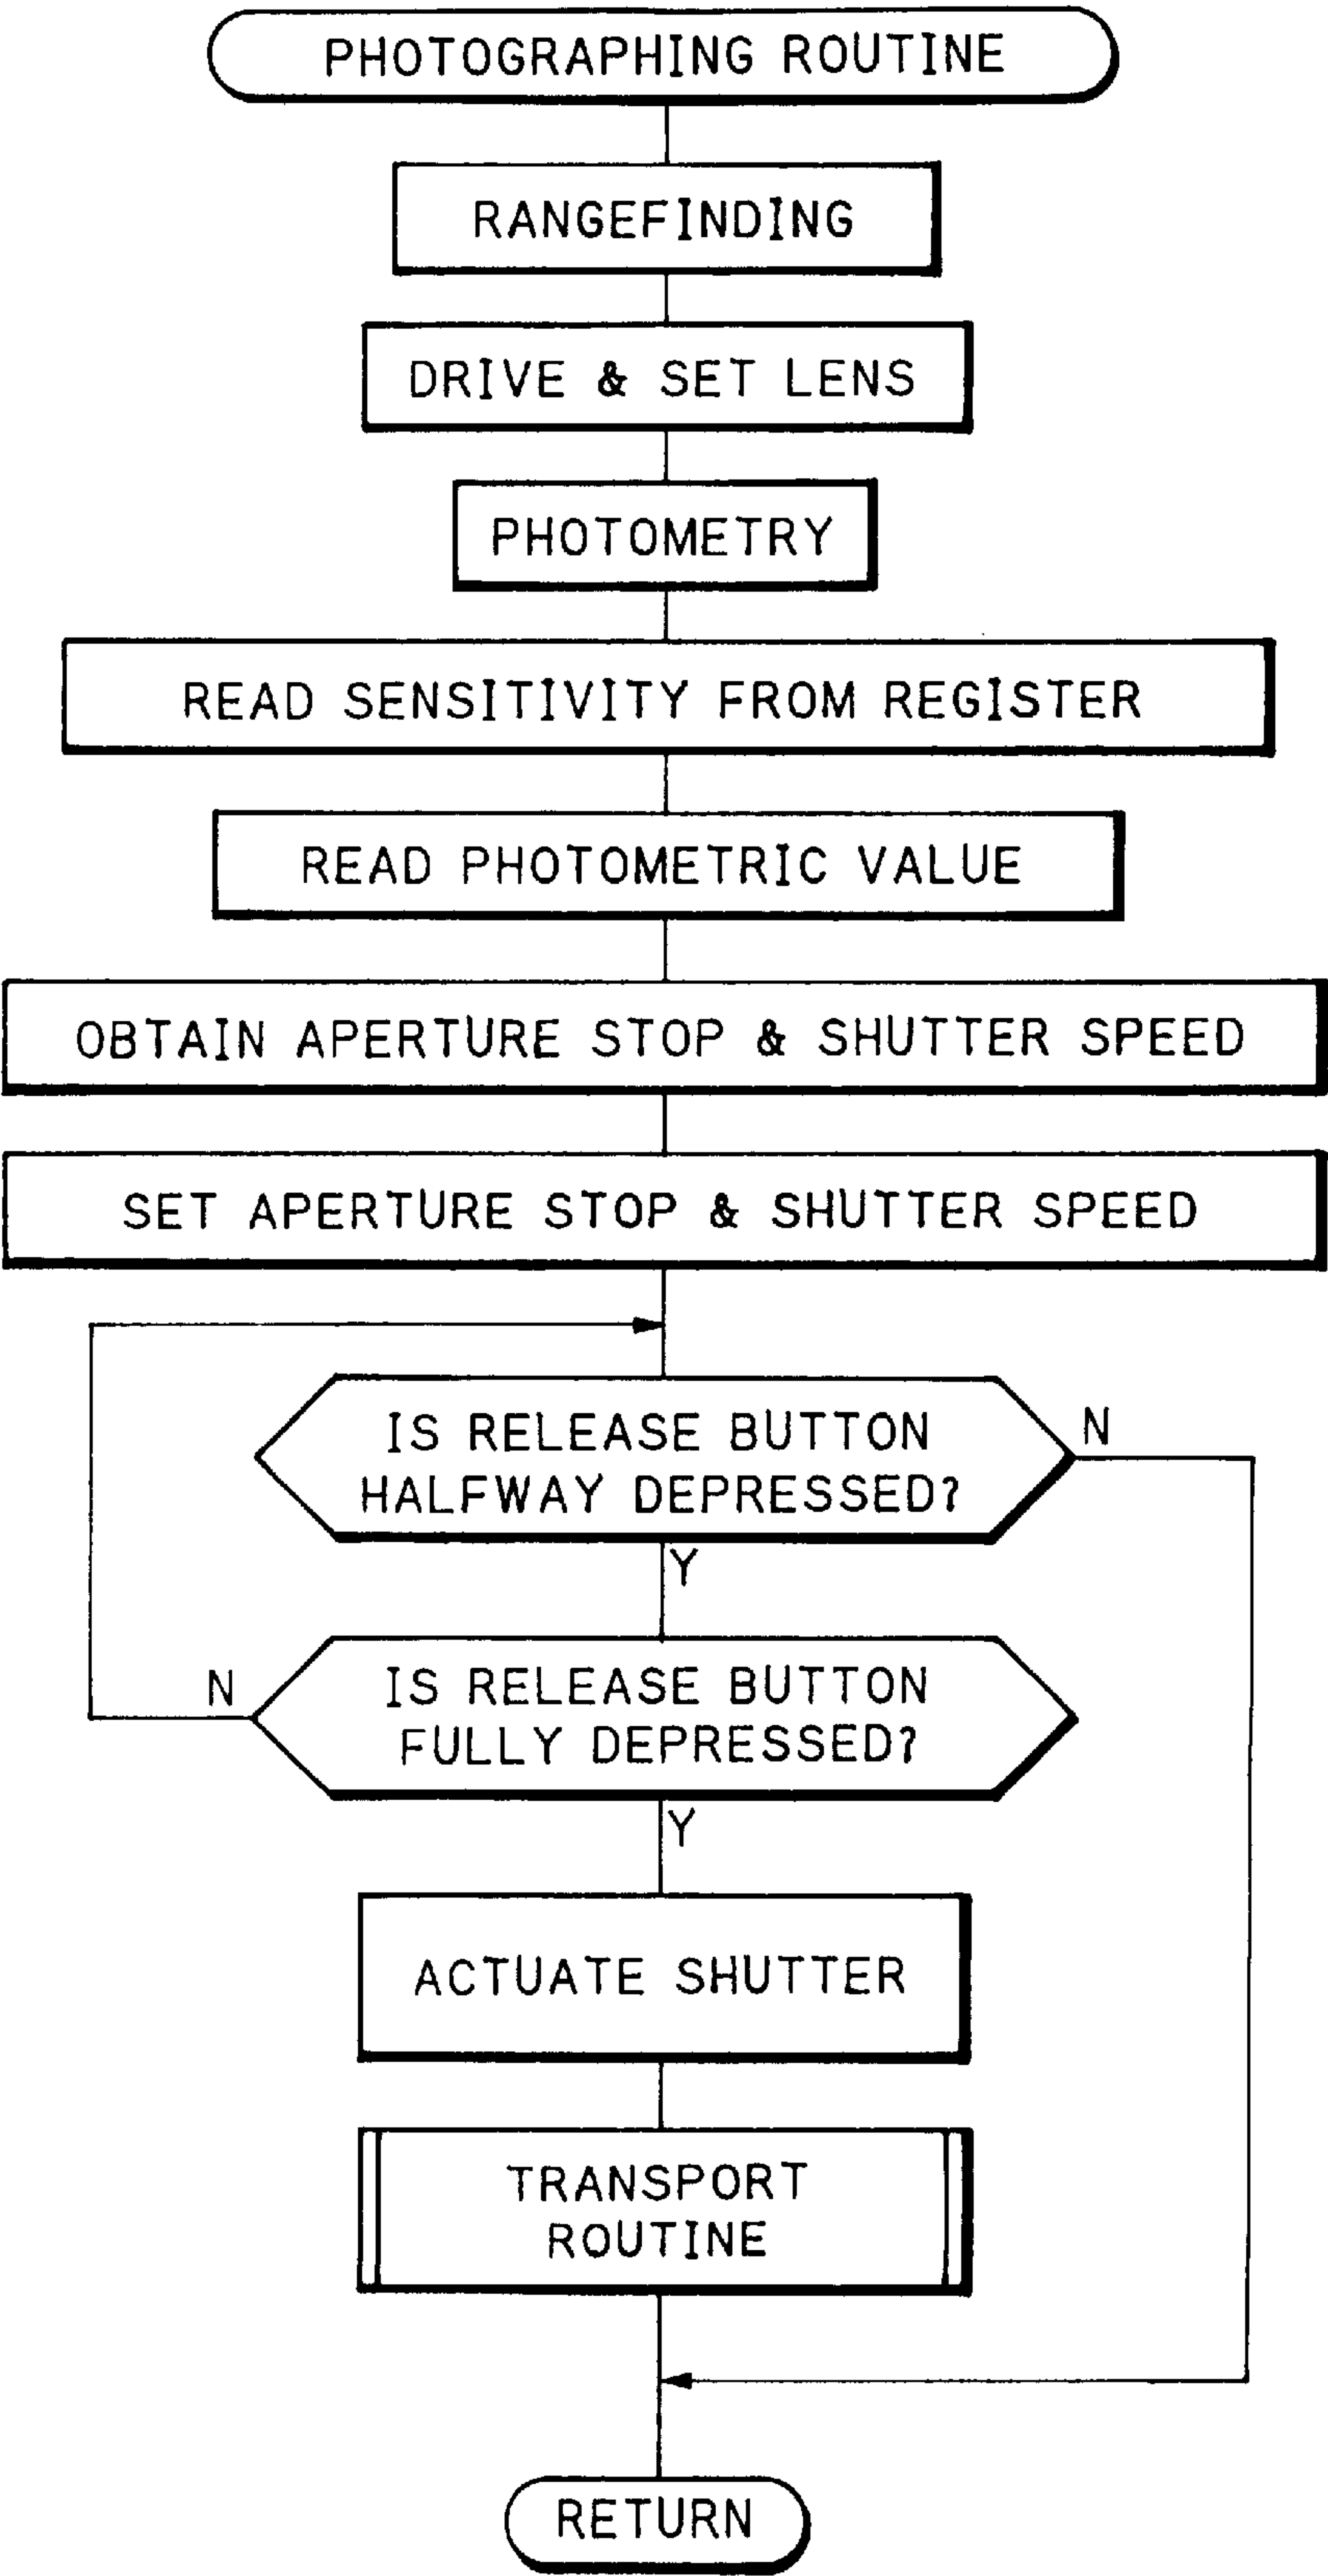 PHOTOGRAPHING ROUTINE
RANGEFINDING
DRIVE & SET LENS
PHOTOMETRY
READ SENSITIVITY FROM REGISTER
READ PHOTOMETRIC VALUE
OBTAIN APERTURE STOP & SHUTTER SPEED
SET APERTURE STOP & SHUTTER SPEED
IS RELEASE BUTTON
HALFWAY DEPRESSED?
N
Y
IS RELEASE BUTTON
FULLY DEPRESSED?
N
Y
ACTUATE SHUTTER
TRANSPORT
ROUTINE
RETURN